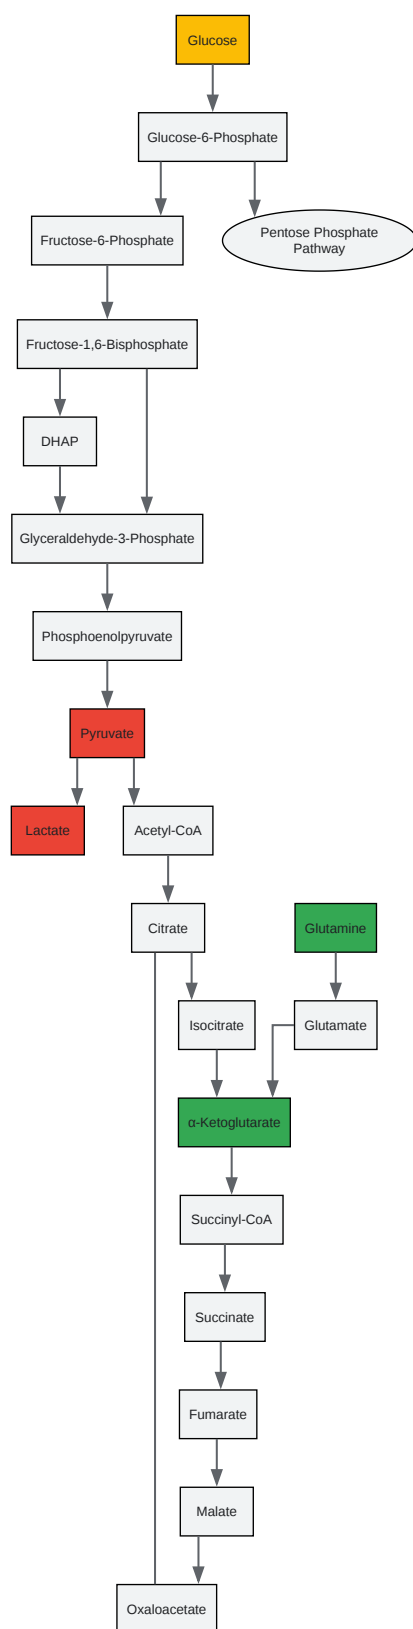 Glucose
Glucose-6-Phosphate
Fructose-6-Phosphate
Pentose Phosphate
Pathway
Fructose-1,6-Bisphosphate
DHAP
Glyceraldehyde-3-Phosphate
Phosphoenolpyruvate
Pyruvate
Lactate
Acetyl-CoA
Citrate
Glutamine
Isocitrate
Glutamate
α-Ketoglutarate
Succinyl-CoA
Succinate
Fumarate
Malate
Oxaloacetate